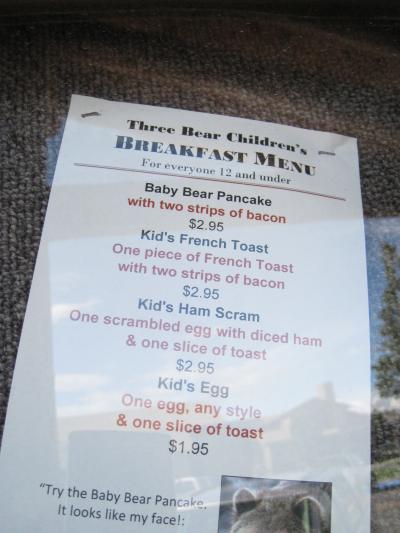 Three Bear Children's
BREAKFAST MENU
For everyone 12 and under
Baby Bear Pancake
with two strips of bacon
$2.95
Kid's French Toast
One piece of French Toast
with two strips of bacon
$2.95
Kid's Ham Scram
One scrambled egg with diced ham
& one slice of toast
$2.95
Kid's Egg
One egg, any style
& one slice of toast
$1.95
"Try the Baby Bear Pancake.
It looks like my face!: